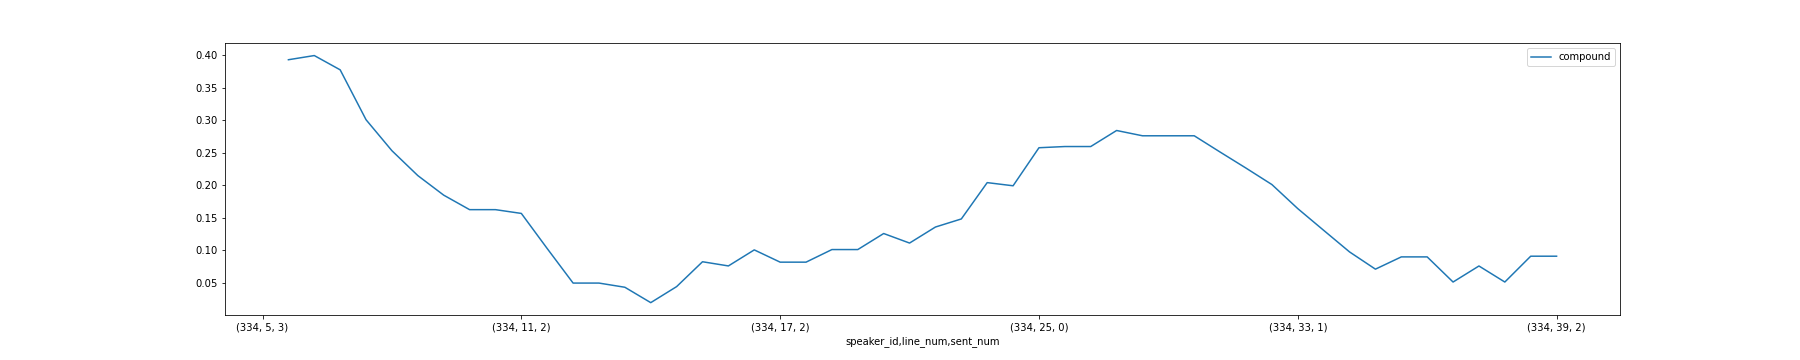 compound
0.40
0.35
0.30
0.25
0.20
0.15
0.10
0.05
(334, 5, 3) (334, 11, 2) (334, 17, 2) (334, 25, 0) (334, 33, 1) (334, 39, 2)
speaker_id,line_num,sent_num